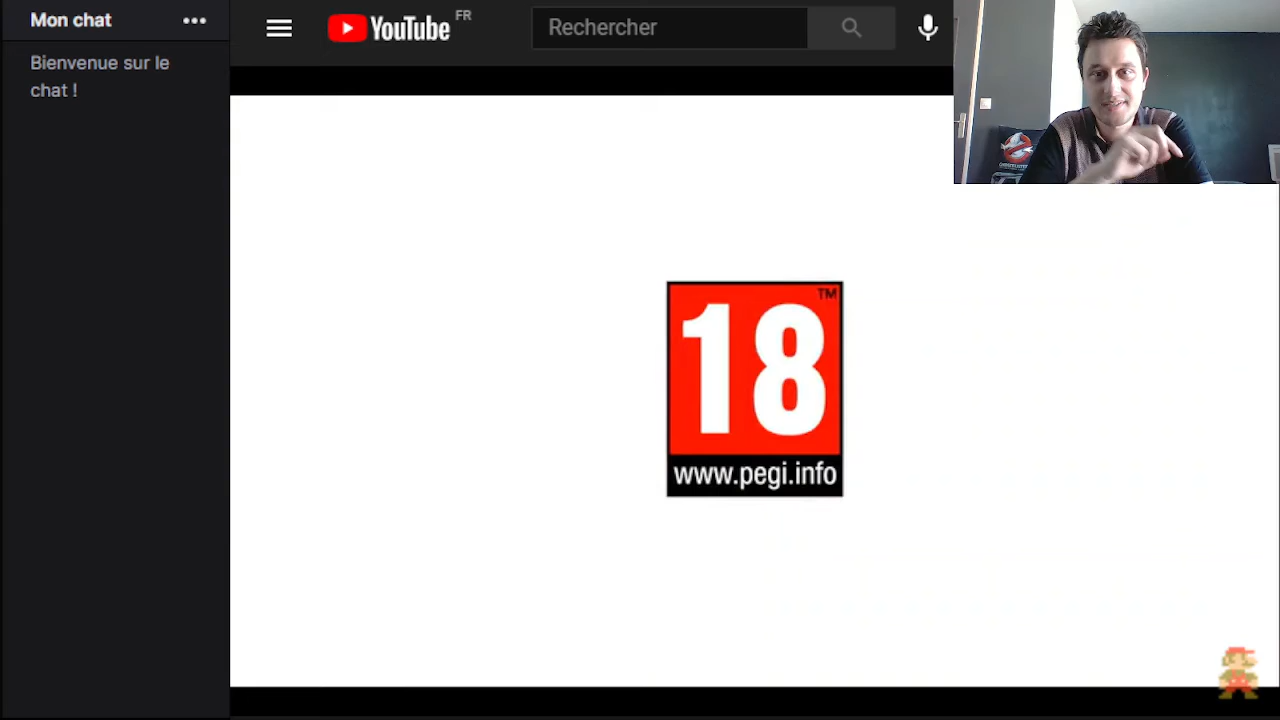 Mon chat
Bienvenue sur le
chat !
YouTube FR
Rechercher
18 TM
www.pegi.info